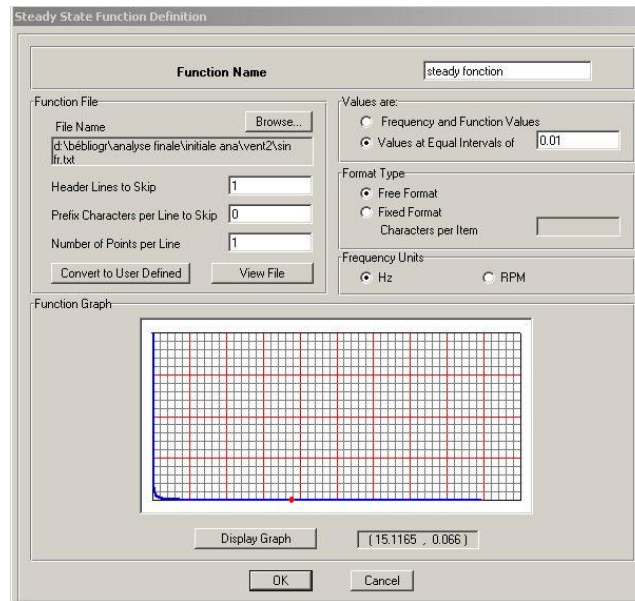 Steady State Function Definition
Function Name
steady fonction
Function File
File Name
Browse...
d:\bébliogr\analyse finale\initiale ana\vent2\sin
fr.txt
Header Lines to Skip
1
Prefix Characters per Line to Skip
0
Number of Points per Line
1
Convert to User Defined
View File
Values are:
Frequency and Function Values
Values at Equal Intervals of
0.01
Format Type
Free Format
Fixed Format
Characters per Item
Frequency Units
Hz
RPM
Function Graph
Display Graph
(15.1165 , 0.066 )
OK
Cancel